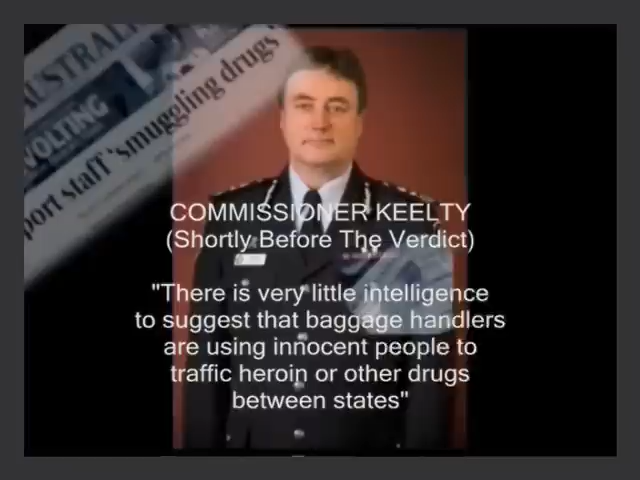 AUSTRALI
VOLTING
port staff 'smuggling drugs'
COMMISSIONER KEELTY
(Shortly Before The Verdict)
"There is very little intelligence
to suggest that baggage handlers
are using innocent people to
traffic heroin or other drugs
between states"